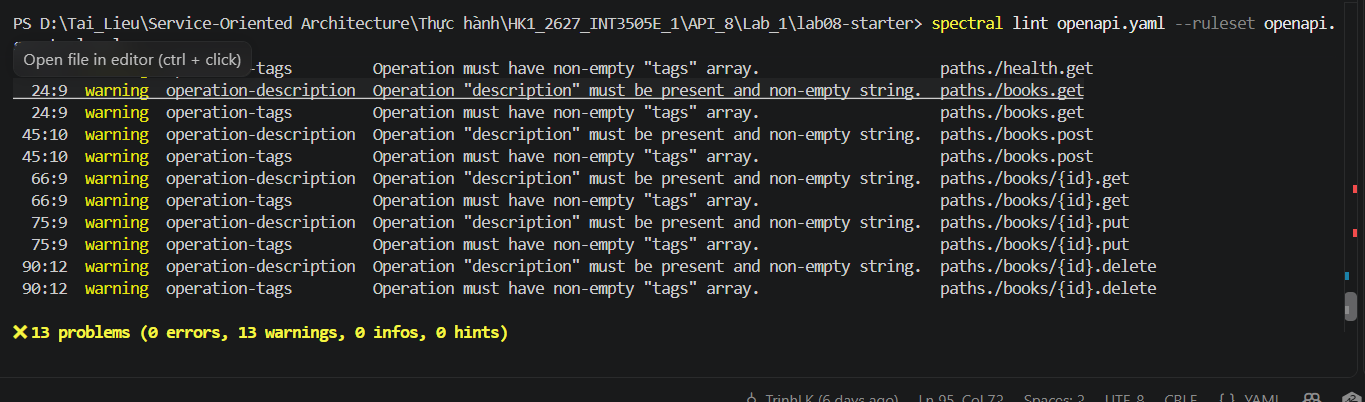 PS D:\Tai_Lieu\Service-Oriented Architecture\Thực hành\HK1_2627_INT3505E_1\API_8\Lab_1\lab08-starter> spectral lint openapi.yaml --ruleset openapi.
Open file in editor (ctrl + click)
operation-tags Operation must have non-empty "tags" array. paths./health.get
24:9 warning operation-description Operation "description" must be present and non-empty string. paths./books.get
24:9 warning operation-tags Operation must have non-empty "tags" array. paths./books.get
45:10 warning operation-description Operation "description" must be present and non-empty string. paths./books.post
45:10 warning operation-tags Operation must have non-empty "tags" array. paths./books.post
66:9 warning operation-description Operation "description" must be present and non-empty string. paths./books/{id}.get
66:9 warning operation-tags Operation must have non-empty "tags" array. paths./books/{id}.get
75:9 warning operation-description Operation "description" must be present and non-empty string. paths./books/{id}.put
75:9 warning operation-tags Operation must have non-empty "tags" array. paths./books/{id}.put
90:12 warning operation-description Operation "description" must be present and non-empty string. paths./books/{id}.delete
90:12 warning operation-tags Operation must have non-empty "tags" array. paths./books/{id}.delete
✖ 13 problems (0 errors, 13 warnings, 0 infos, 0 hints)
TrinhLK (6 days ago) Ln 95, Col 72 Spaces: 2 UTF-8 CRLF { } YAML